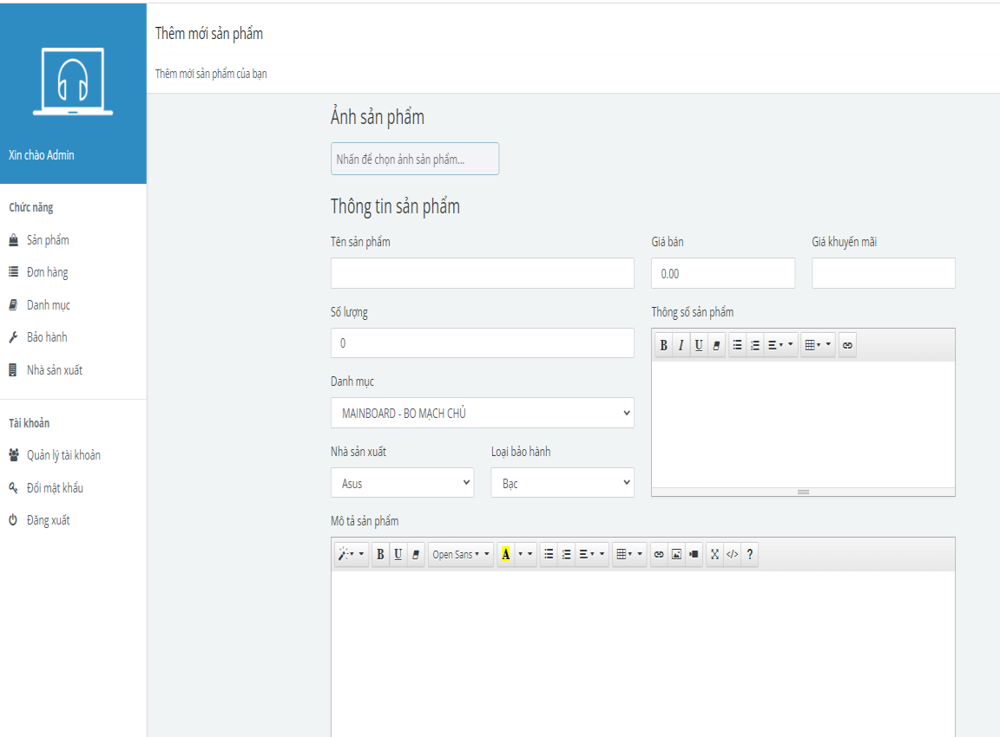 Thêm mới sản phẩm
Thêm mới sản phẩm của bạn
Xin chào Admin
Chức năng
Sản phẩm
Đơn hàng
Danh mục
Bảo hành
Nhà sản xuất
Tài khoản
Quản lý tài khoản
Đổi mật khẩu
Đăng xuất
Ảnh sản phẩm
Nhấn để chọn ảnh sản phẩm...
Thông tin sản phẩm
Tên sản phẩm
Giá bán
Giá khuyến mãi
0.00
Số lượng
Thông số sản phẩm
0
B I U
Danh mục
MAINBOARD - BO MẠCH CHỦ
Nhà sản xuất
Loại bảo hành
Asus
Bạc
Mô tả sản phẩm
B U Open Sans A </> ?